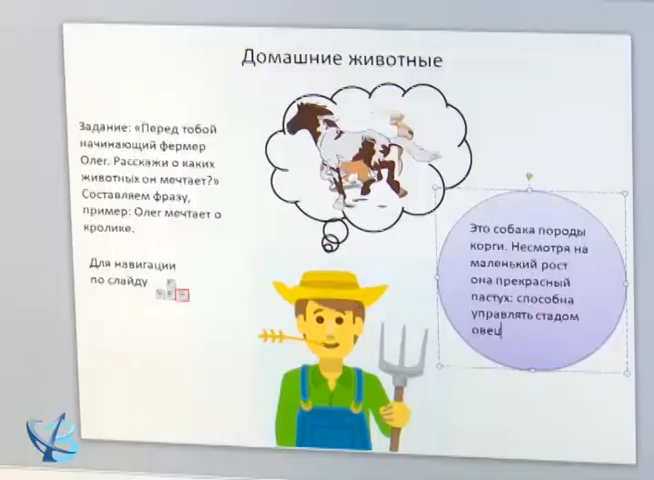 Домашние животные
Задание: «Перед тобой
начинающий фермер
Олег. Расскажи о каких
животных он мечтает?»
Составляем фразу,
пример: Олег мечтает о
кролике.
Для навигации
по слайду
Это собака породы
корги. Несмотря на
маленький рост
она прекрасный
пастух: способна
управлять стадом
овец